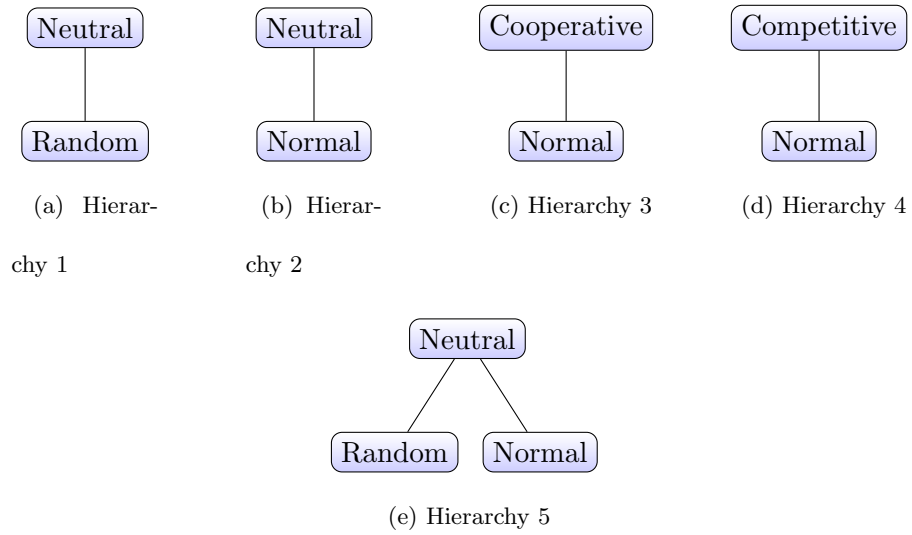 Neutral
Neutral
Cooperative
Competitive
Random
Normal
Normal
Normal
(a) Hierar-
chy 1
(b) Hierar-
chy 2
(c) Hierarchy 3
(d) Hierarchy 4
Neutral
Random
Normal
(e) Hierarchy 5